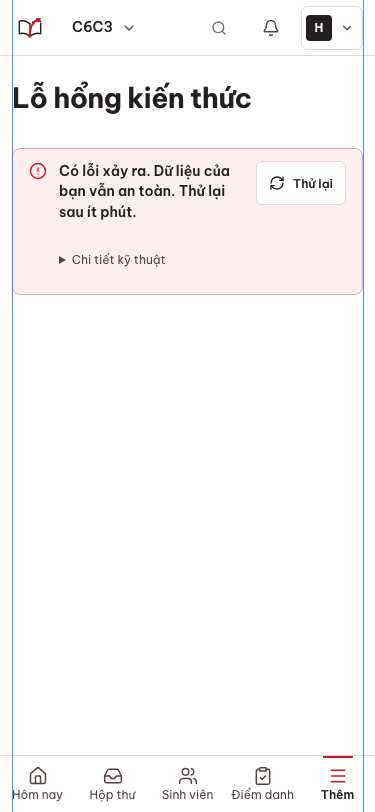 C6C3
H
Lỗ hổng kiến thức
Có lỗi xảy ra. Dữ liệu của
bạn vẫn an toàn. Thử lại
sau ít phút.
Thử lại
Chi tiết kỹ thuật
Hôm nay
Hộp thư
Sinh viên
Điểm danh
Thêm